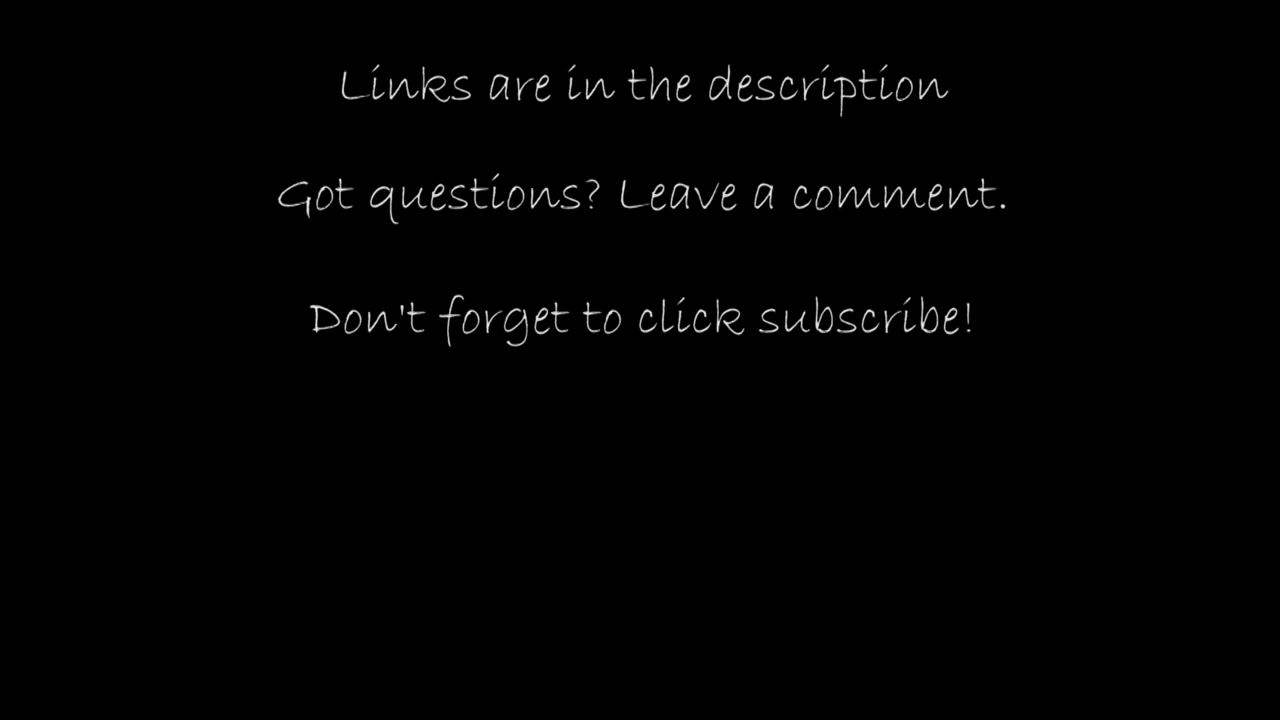 Links are in the description
Got questions? Leave a comment.
Don't forget to click subscribe!